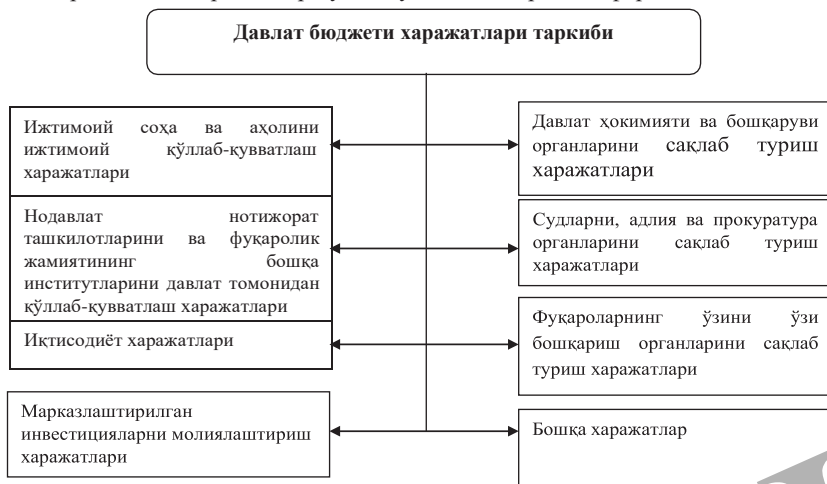 Давлат бюджети харажатлари таркиби
Ижтимоий соҳа ва аҳолини
ижтимоий қўллаб-қувватлаш
харажатлари
Нодавлат нотижорат
ташкилотларини ва фуқаролик
жамиятининг бошқа
институтларини давлат томонидан
қўллаб-қувватлаш харажатлари
Иқтисодиёт харажатлари
Марказлаштирилган
инвестицияларни молиялаштириш
харажатлари
Давлат ҳокимияти ва бошқаруви
органларини сақлаб туриш
харажатлари
Судларни, адлия ва прокуратура
органларини сақлаб туриш
харажатлари
Фуқароларнинг ўзини ўзи
бошқариш органларини сақлаб
туриш харажатлари
Бошқа харажатлар